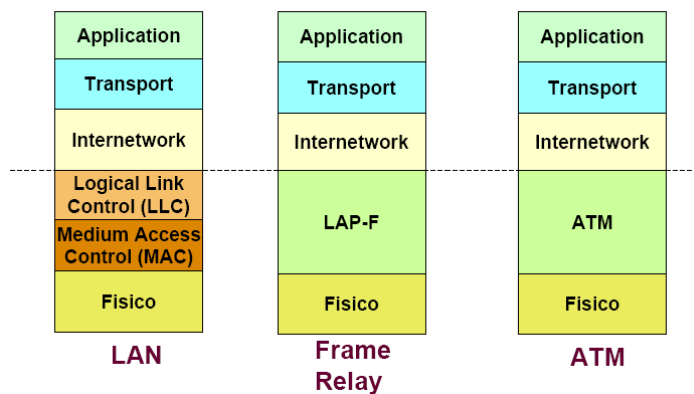 Application
Transport
Internetwork
Logical Link
Control (LLC)
Medium Access
Control (MAC)
Fisico
LAN
Application
Transport
Internetwork
LAP-F
Fisico
Frame
Relay
Application
Transport
Internetwork
ATM
Fisico
ATM